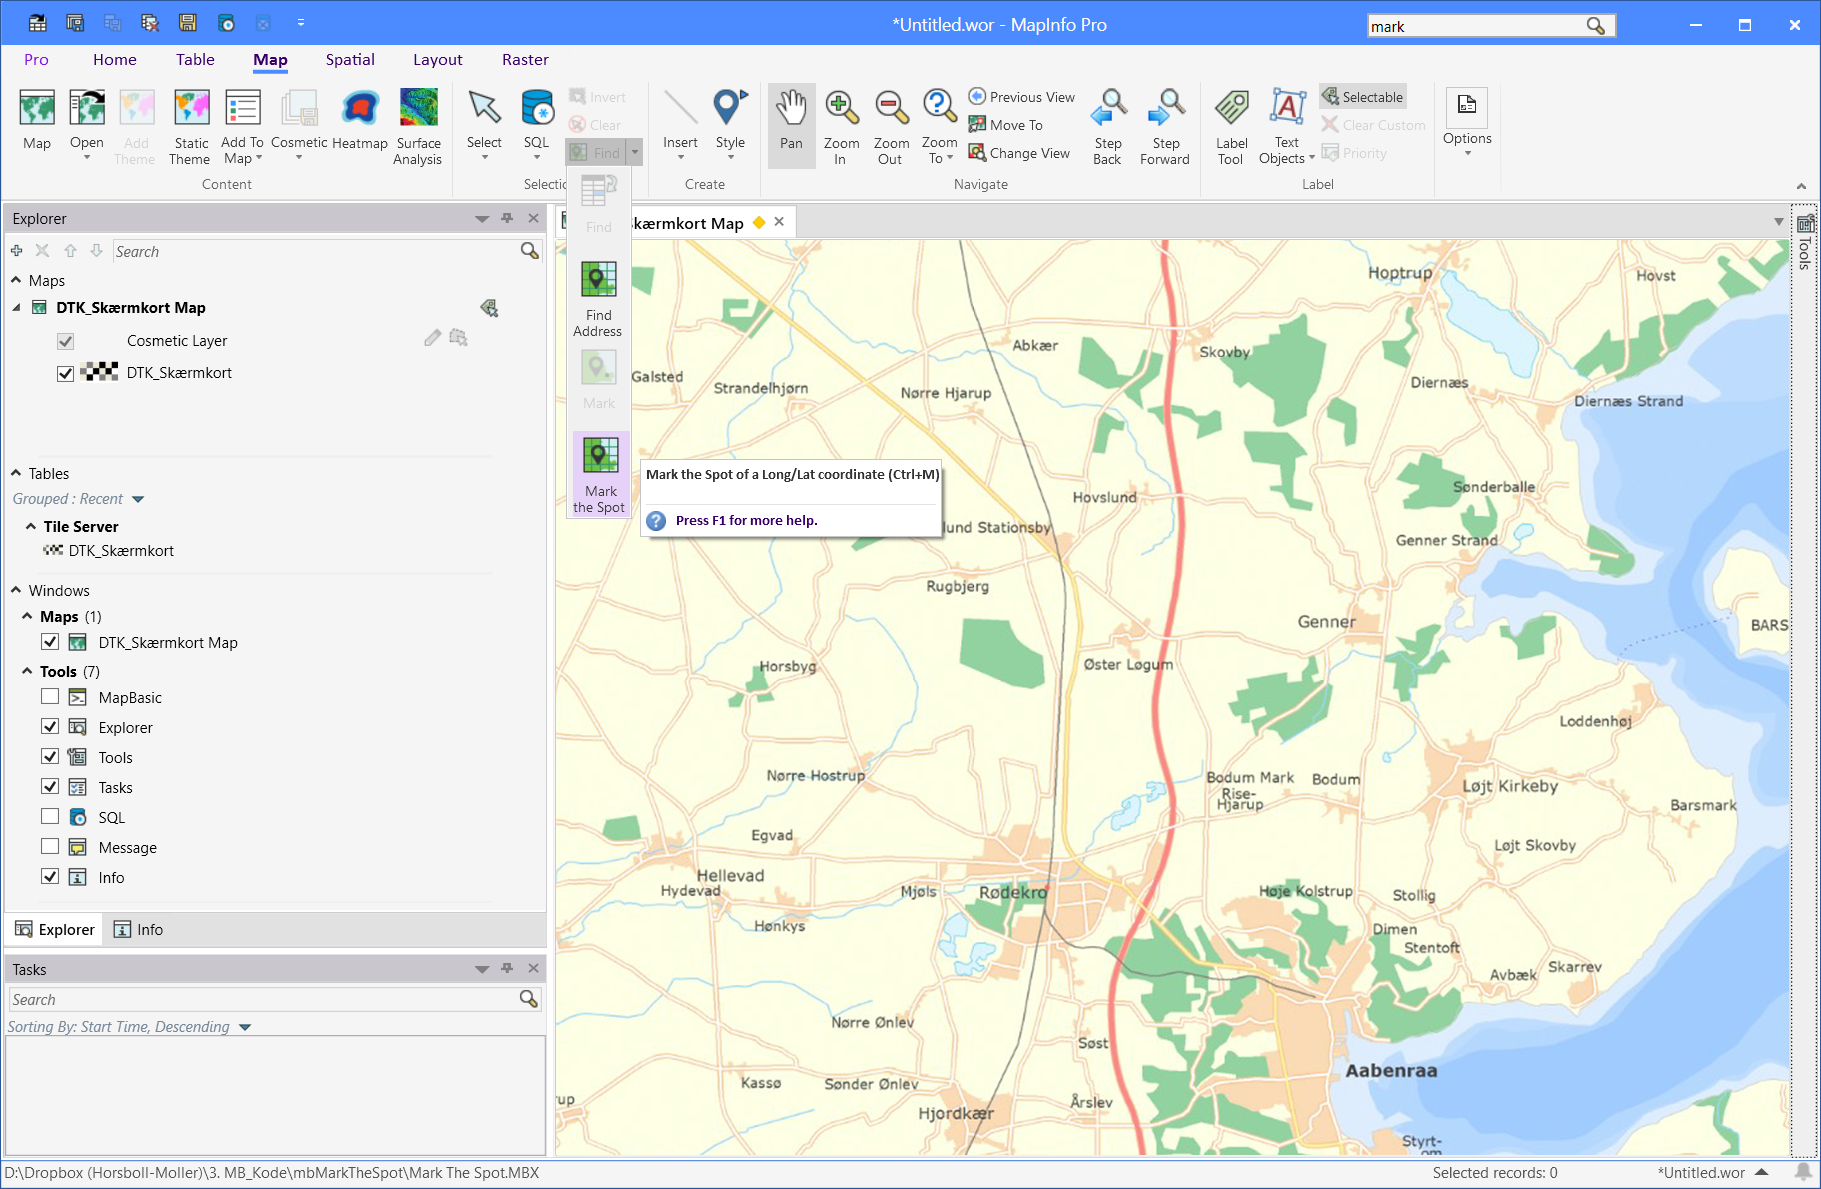 *Untitled.wor - MapInfo Pro
mark
Pro Home Table Map Spatial Layout Raster
Map
Open
Add Theme
Static Theme
Add To Map
Cosmetic
Heatmap
Surface Analysis
Content
Select
SQL
Invert
Clear
Find
Selectio
Insert
Style
Create
Pan
Zoom In
Zoom Out
Zoom To
Previous View
Move To
Change View
Step Back
Step Forward
Navigate
Label Tool
Text Objects
Selectable
Clear Custom
Priority
Label
Options
Find
Find Address
Mark
Mark the Spot
Mark the Spot of a Long/Lat coordinate (Ctrl+M)
Press F1 for more help.
Explorer
Search
Maps
DTK_Skærmkort Map
Cosmetic Layer
DTK_Skærmkort
Tables
Grouped : Recent
Tile Server
DTK_Skærmkort
Windows
Maps (1)
DTK_Skærmkort Map
Tools (7)
MapBasic
Explorer
Tools
Tasks
SQL
Message
Info
Explorer Info
Tasks
Search
Sorting By: Start Time, Descending
kærmkort Map
Tools
Hoptrup
Hovst
Abkær
Skovby
Galsted
Strandelhjørn
Nørre Hjarup
Diernæs
Diernæs Strand
Sønderballe
Hovslund
lund Stationsby
Genner Strand
Rugbjerg
Genner
BARS
Horsbyg
Øster Løgum
Loddenhøj
Nørre Hostrup
Bodum Mark
Bodum
Rise-
Hjarup
Løjt Kirkeby
Barsmark
Egvad
Løjt Skovby
Hellevad
Hydevad
Mjøls
Rødekro
Høje Kolstrup
Stollig
Hønkys
Dimen
Stentoft
Avbæk
Skarrev
Nørre Ønlev
Søst
Aabenraa
Kassø
Sønder Ønlev
Årslev
rup
Hjordkær
Styrt-
om
D:\Dropbox (Horsboll-Moller)\3. MB_Kode\mbMarkTheSpot\Mark The Spot.MBX
Selected records: 0
*Untitled.wor